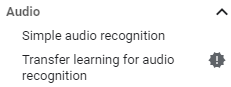 Audio
Simple audio recognition
Transfer learning for audio
recognition